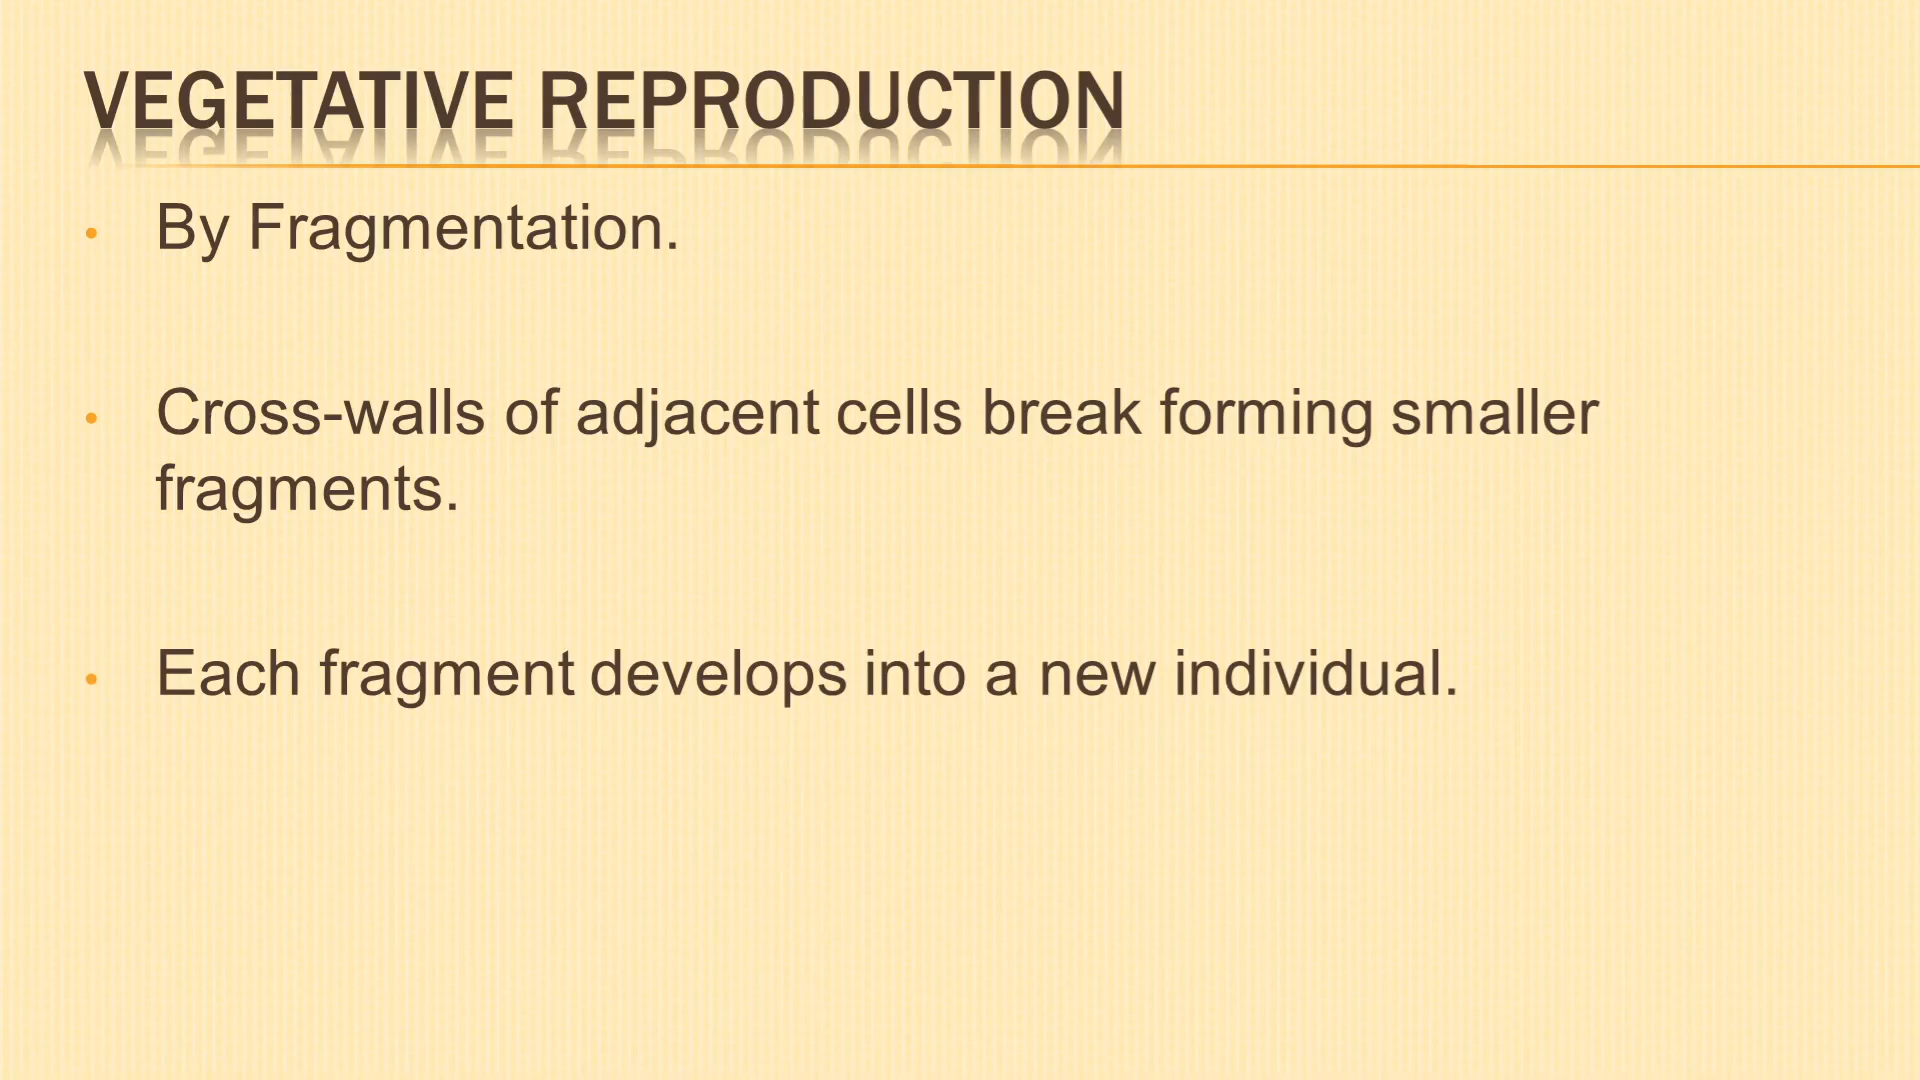 VEGETATIVE REPRODUCTION
• By Fragmentation.
• Cross-walls of adjacent cells break forming smaller
fragments.
• Each fragment develops into a new individual.